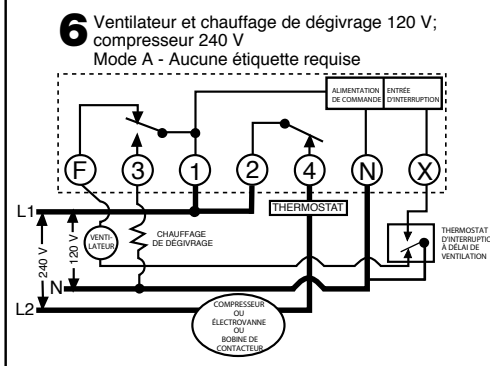 6 Ventilateur et chauffage de dégivrage 120 V;
compresseur 240 V
Mode A - Aucune étiquette requise
ALIMENTATION
DE COMMANDE
ENTRÉE
D'INTERRUPTION
F
3
1
2
4
N
X
L1
THERMOSTAT
VENTI-
LATEUR
CHAUFFAGE
DE DÉGIVRAGE
THERMOSTAT
D'INTERRUPTIO
À DÉLAI DE
VENTILATION
240 V
120 V
N
L2
COMPRESSEUR
OU
ÉLECTROVANNE
OU
BOBINE DE
CONTACTEUR